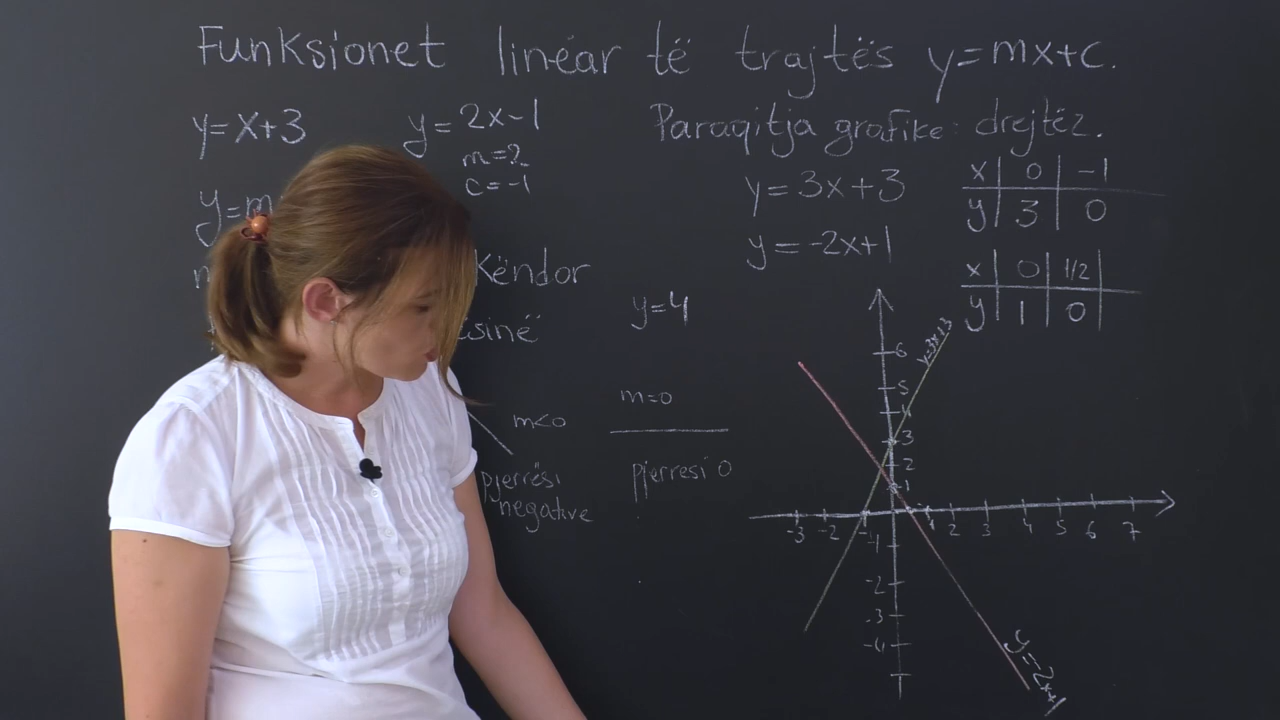 Funksionet linear të trajtës y=mx+c.
y=x+3
y=2x-1
m=2
c=-1
y=m
Këndor
m<0
pjerrësi
negative
y=4
m=0
pjerresi 0
Paraqitja grafike: drejtëz.
y=3x+3
x 0 -1
y 3 0
y=-2x+1
x 0 1/2
y 1 0
y=3x+3
6
5
4
3
2
1
-3 -2 -1 1 2 3 4 5 6 7
-1
-2
-3
-4
y=-2x+1